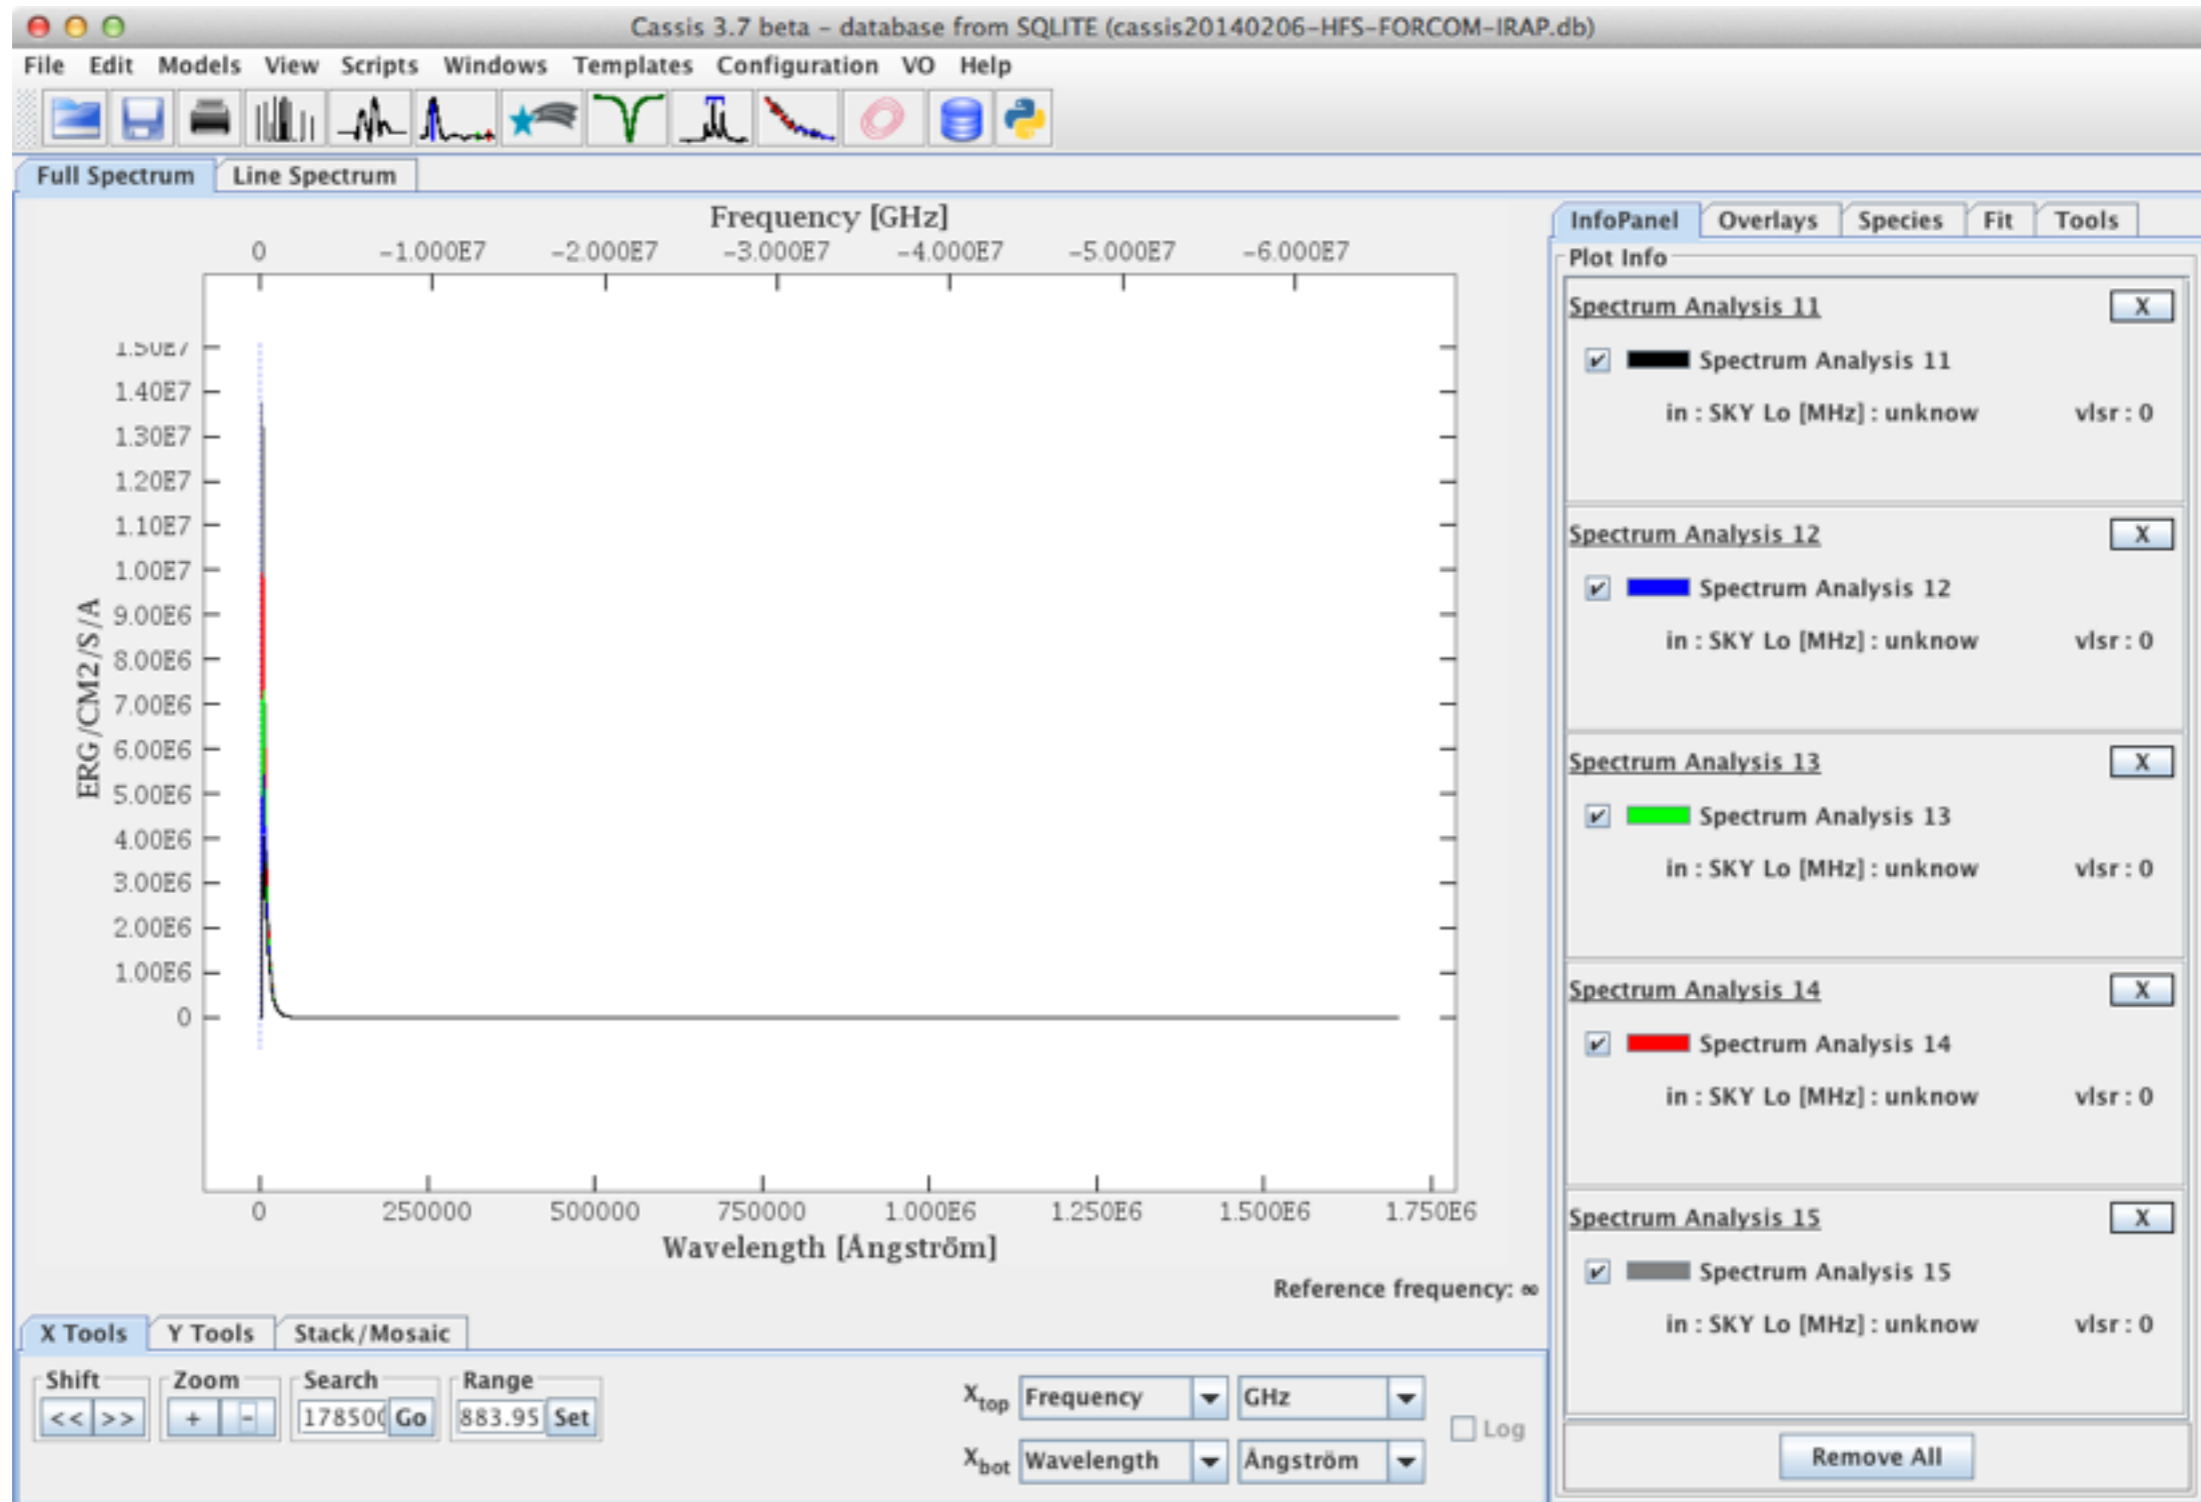 Cassis 3.7 beta – database from SQLITE (cassis20140206-HFS-FORCOM-IRAP.db)
File Edit Models View Scripts Windows Templates Configuration VO Help
Full Spectrum Line Spectrum
Frequency [GHz]
0 -1.000E7 -2.000E7 -3.000E7 -4.000E7 -5.000E7 -6.000E7
1.50E7
1.40E7
1.30E7
1.20E7
1.10E7
1.00E7
9.00E6
8.00E6
7.00E6
6.00E6
5.00E6
4.00E6
3.00E6
2.00E6
1.00E6
0
ERG/CM2/S/A
0 250000 500000 750000 1.000E6 1.250E6 1.500E6 1.750E6
Wavelength [Ångström]
Reference frequency: ∞
InfoPanel Overlays Species Fit Tools
Plot Info
Spectrum Analysis 11 X
Spectrum Analysis 11
in : SKY Lo [MHz] : unknow vlsr : 0
Spectrum Analysis 12 X
Spectrum Analysis 12
in : SKY Lo [MHz] : unknow vlsr : 0
Spectrum Analysis 13 X
Spectrum Analysis 13
in : SKY Lo [MHz] : unknow vlsr : 0
Spectrum Analysis 14 X
Spectrum Analysis 14
in : SKY Lo [MHz] : unknow vlsr : 0
Spectrum Analysis 15 X
Spectrum Analysis 15
in : SKY Lo [MHz] : unknow vlsr : 0
Remove All
X Tools Y Tools Stack/Mosaic
Shift Zoom Search Range
<< >> + - 178500 Go 883.95 Set
Xtop Frequency GHz
Log
Xbot Wavelength Ångström